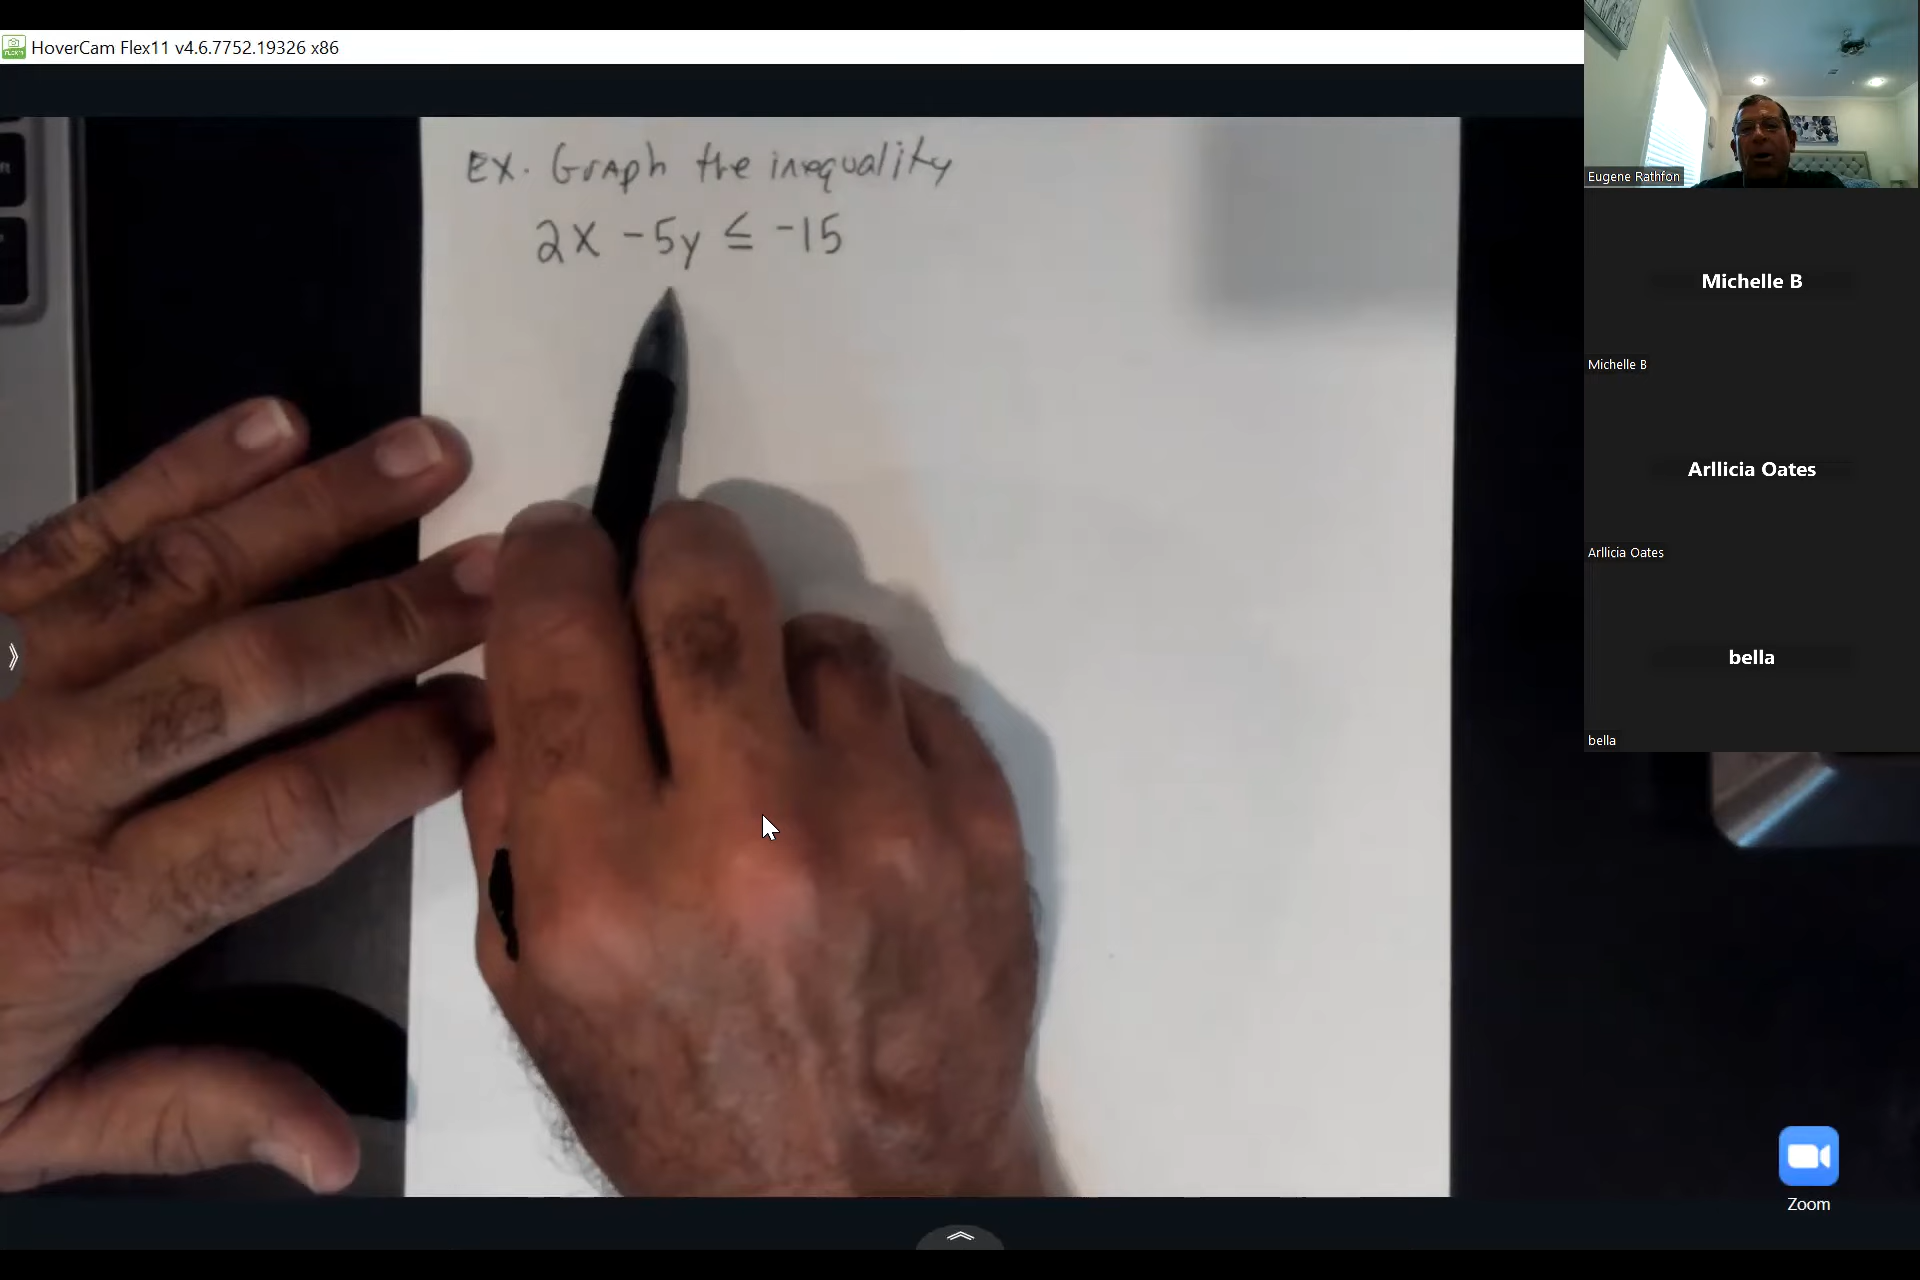 HoverCam Flex11 v4.6.7752.19326 x86
Ex. Graph the inequality
2x - 5y ≤ -15
Eugene Rathfon
Michelle B
Michelle B
Arllicia Oates
Arllicia Oates
bella
bella
Zoom